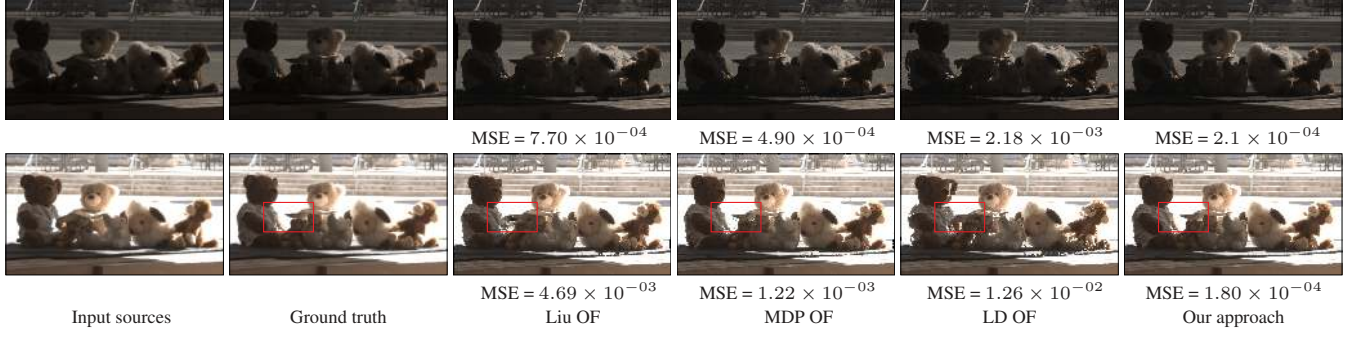 MSE = 7.70 × 10⁻⁰⁴ MSE = 4.90 × 10⁻⁰⁴ MSE = 2.18 × 10⁻⁰³ MSE = 2.1 × 10⁻⁰⁴
MSE = 4.69 × 10⁻⁰³ MSE = 1.22 × 10⁻⁰³ MSE = 1.26 × 10⁻⁰² MSE = 1.80 × 10⁻⁰⁴
Input sources Ground truth Liu OF MDP OF LD OF Our approach